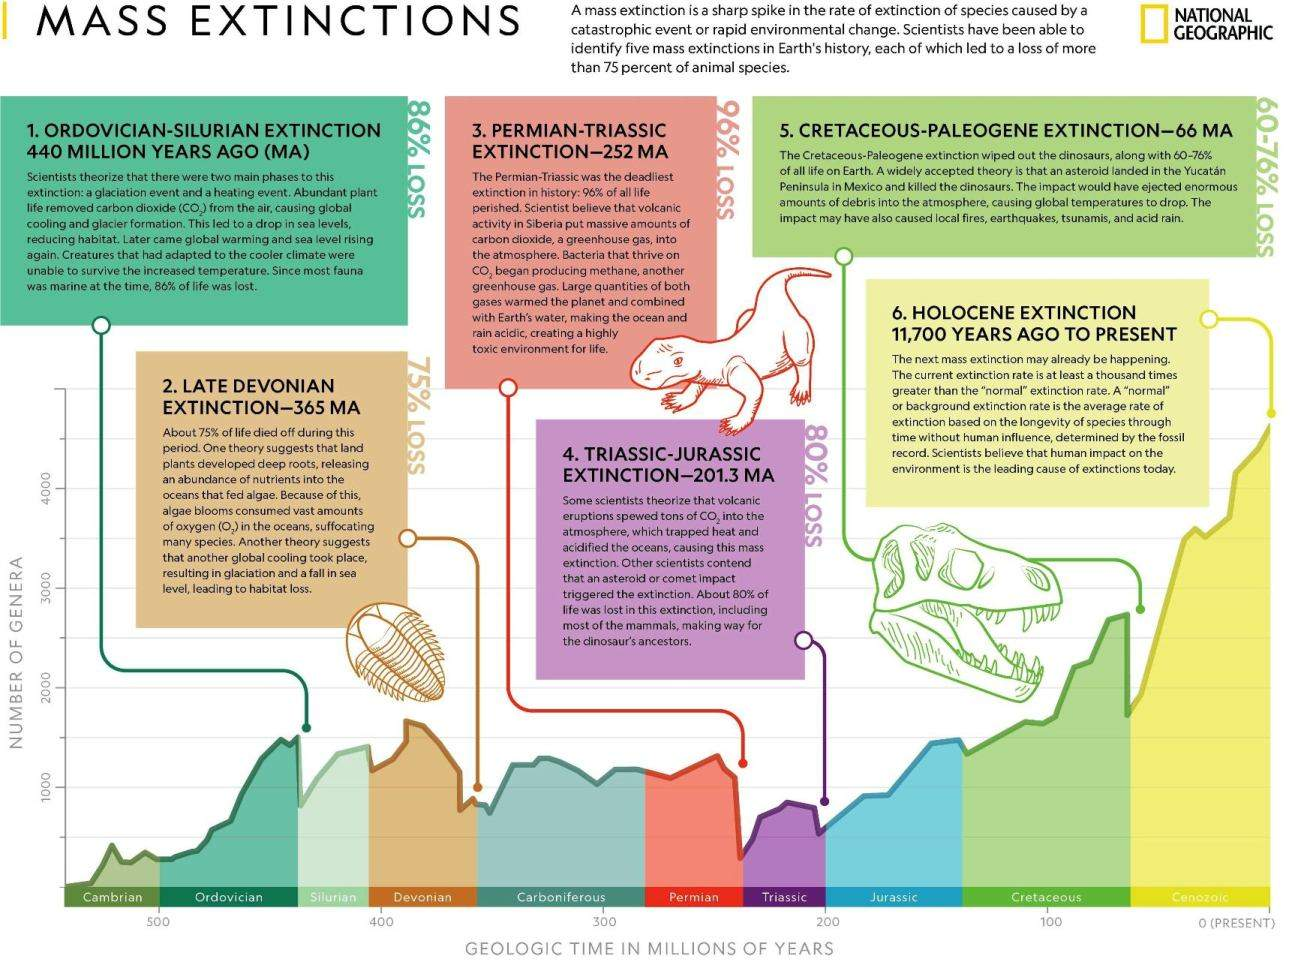 MASS EXTINCTIONS
A mass extinction is a sharp spike in the rate of extinction of species caused by a
catastrophic event or rapid environmental change. Scientists have been able to
identify five mass extinctions in Earth's history, each of which led to a loss of more
than 75 percent of animal species.
NATIONAL
GEOGRAPHIC
1. ORDOVICIAN-SILURIAN EXTINCTION
440 MILLION YEARS AGO (MA)
Scientists theorize that there were two main phases to this
extinction: a glaciation event and a heating event. Abundant plant
life removed carbon dioxide (CO₂) from the air, causing global
cooling and glacier formation. This led to a drop in sea levels,
reducing habitat. Later came global warming and sea level rising
again. Creatures that had adapted to the cooler climate were
unable to survive the increased temperature. Since most fauna
was marine at the time, 86% of life was lost.
86% LOSS
2. LATE DEVONIAN
EXTINCTION—365 MA
About 75% of life died off during this
period. One theory suggests that land
plants developed deep roots, releasing
an abundance of nutrients into the
oceans that fed algae. Because of this,
algae blooms consumed vast amounts
of oxygen (O₂) in the oceans, suffocating
many species. Another theory suggests
that another global cooling took place,
resulting in glaciation and a fall in sea
level, leading to habitat loss.
75% LOSS
3. PERMIAN-TRIASSIC
EXTINCTION—252 MA
The Permian-Triassic was the deadliest
extinction in history: 96% of all life
perished. Scientist believe that volcanic
activity in Siberia put massive amounts of
carbon dioxide, a greenhouse gas, into
the atmosphere. Bacteria that thrive on
CO₂ began producing methane, another
greenhouse gas. Large quantities of both
gases warmed the planet and combined
with Earth's water, making the ocean and
rain acidic, creating a highly
toxic environment for life.
96% LOSS
4. TRIASSIC-JURASSIC
EXTINCTION—201.3 MA
Some scientists theorize that volcanic
eruptions spewed tons of CO₂ into the
atmosphere, which trapped heat and
acidified the oceans, causing this mass
extinction. Other scientists contend
that an asteroid or comet impact
triggered the extinction. About 80% of
life was lost in this extinction, including
most of the mammals, making way for
the dinosaur's ancestors.
80% LOSS
5. CRETACEOUS-PALEOGENE EXTINCTION—66 MA
The Cretaceous-Paleogene extinction wiped out the dinosaurs, along with 60-76%
of all life on Earth. A widely accepted theory is that an asteroid landed in the Yucatán
Peninsula in Mexico and killed the dinosaurs. The impact would have ejected enormous
amounts of debris into the atmosphere, causing global temperatures to drop. The
impact may have also caused local fires, earthquakes, tsunamis, and acid rain.
60-76% LOSS
6. HOLOCENE EXTINCTION
11,700 YEARS AGO TO PRESENT
The next mass extinction may already be happening.
The current extinction rate is at least a thousand times
greater than the “normal” extinction rate. A “normal”
or background extinction rate is the average rate of
extinction based on the longevity of species through
time without human influence, determined by the fossil
record. Scientists believe that human impact on the
environment is the leading cause of extinctions today.
NUMBER OF GENERA
4000
3000
2000
1000
Cambrian Ordovician Silurian Devonian Carboniferous Permian Triassic Jurassic Cretaceous Cenozoic
500 400 300 200 100 0 (PRESENT)
GEOLOGIC TIME IN MILLIONS OF YEARS